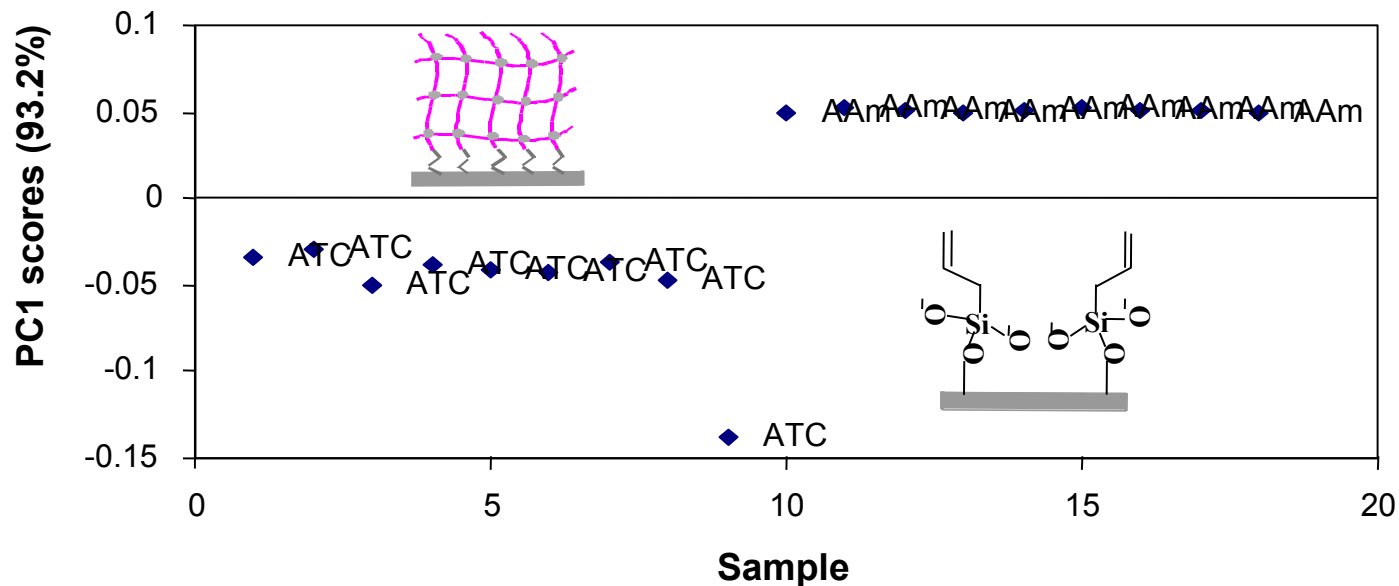 PC1 scores (93.2%)
0.1
0.05
0
-0.05
-0.1
-0.15
AAm AAm AAm AAm AAm AAm AAm AAm AAm
ATC ATC ATC ATC ATC ATC ATC ATC
ATC
O Si O O
O Si O O
0 5 10 15 20
Sample